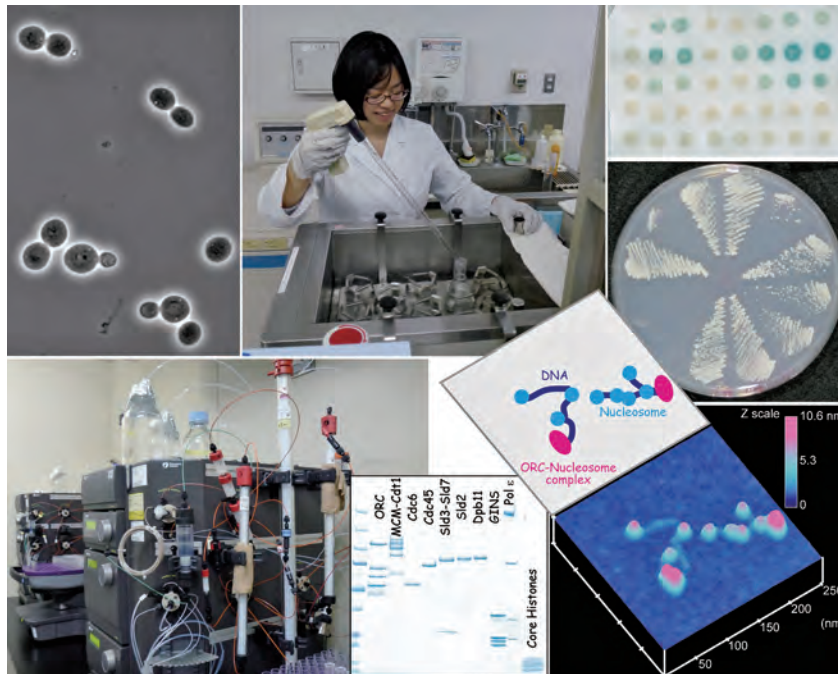 DNA
Nucleosome
ORC-Nucleosome
complex
Z scale
10.6 nm
5.3
0
ORC
MCM-Cdt1
Cdc6
Cdc45
Sld3-Sld7
Sld2
Dpb11
GINS
Pol ε
Core Histones
50
100
150
200
250
(nm)